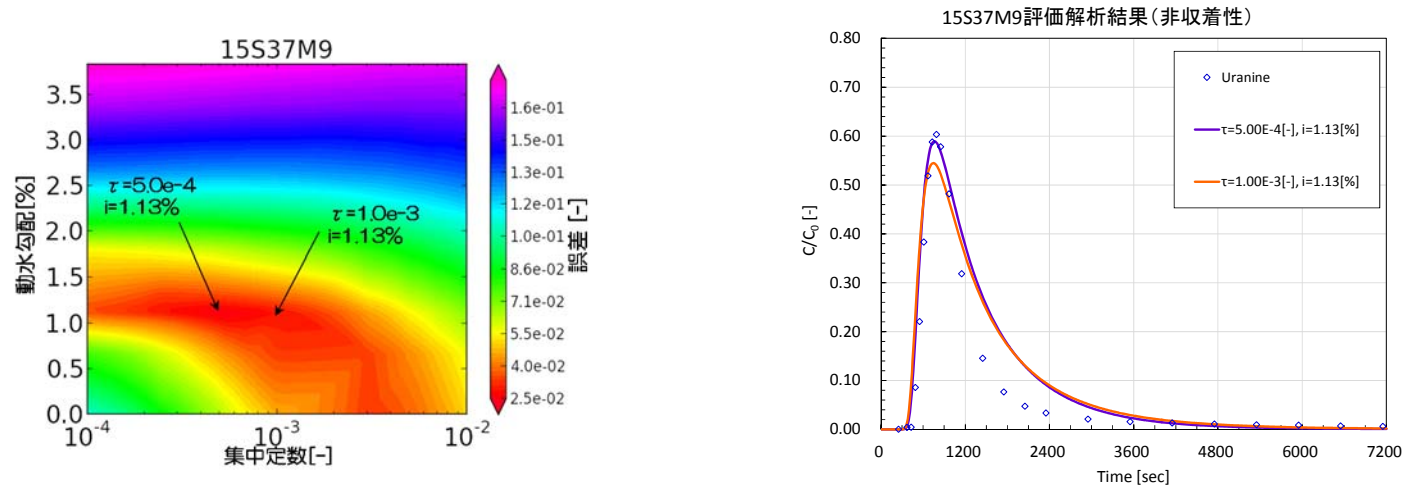 15S37M9
動水勾配[%]
3.5
3.0
2.5
2.0
1.5
1.0
0.5
0.0
τ=5.0e-4
i=1.13%
τ=1.0e-3
i=1.13%
10^-4
10^-3
10^-2
集中定数[-]
1.6e-01
1.5e-01
1.3e-01
1.2e-01
1.0e-01
8.6e-02
7.1e-02
5.5e-02
4.0e-02
2.5e-02
誤差 [-]
15S37M9評価解析結果(非収着性)
C/C₀ [-]
0.80
0.70
0.60
0.50
0.40
0.30
0.20
0.10
0.00
Uranine
τ=5.00E-4[-], i=1.13[%]
τ=1.00E-3[-], i=1.13[%]
0
1200
2400
3600
4800
6000
7200
Time [sec]